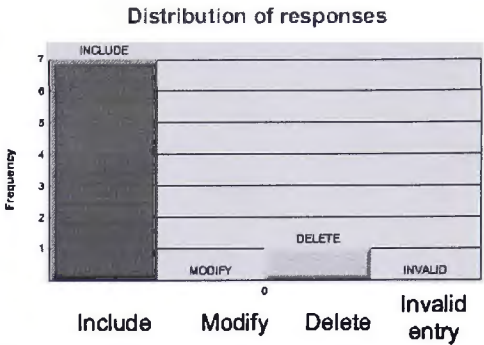 Distribution of responses
INCLUDE
7
6
5
4
3
2
1
Frequency
DELETE
MODIFY
INVALID
0
Include Modify Delete Invalid entry